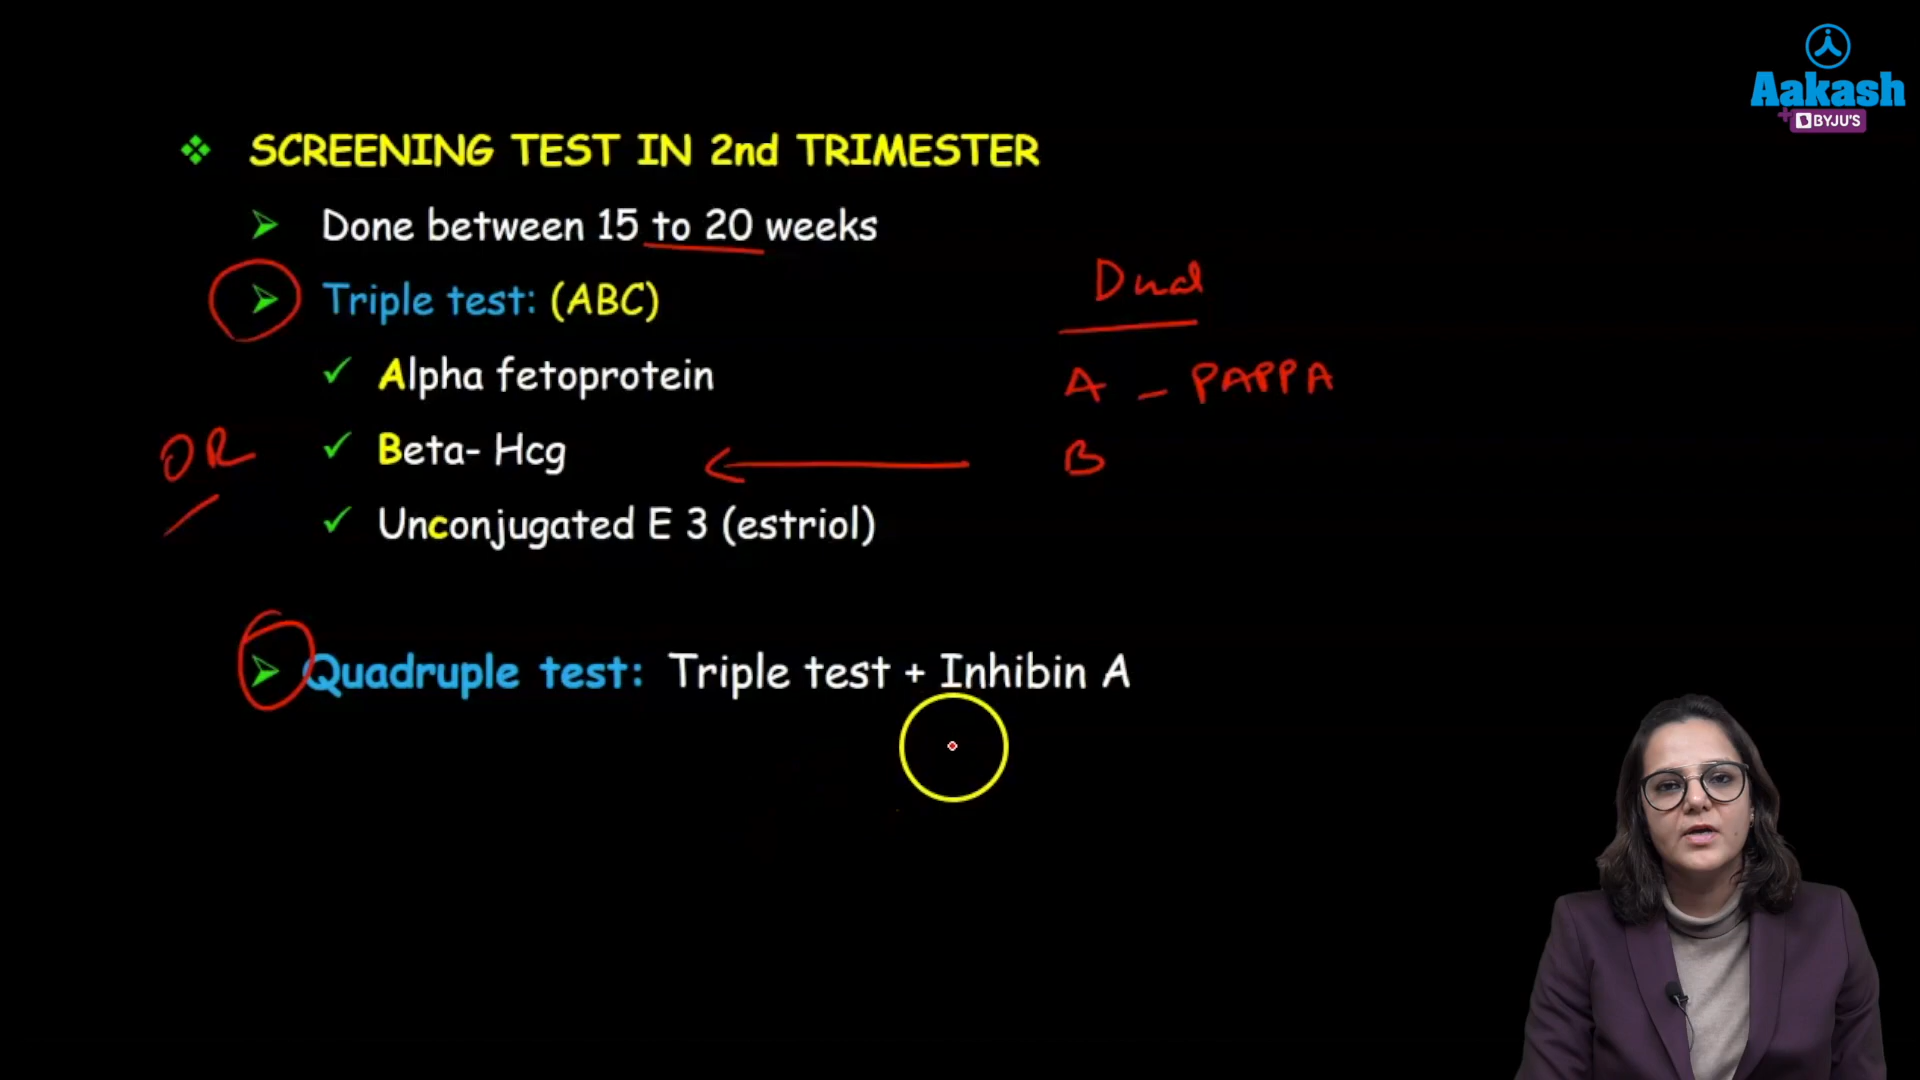 Aakash
BYJU'S
SCREENING TEST IN 2nd TRIMESTER
Done between 15 to 20 weeks
Triple test: (ABC)
Alpha fetoprotein
Beta- Hcg
Unconjugated E 3 (estriol)
OR
Dual
A - PAPPA
B
Quadruple test: Triple test + Inhibin A